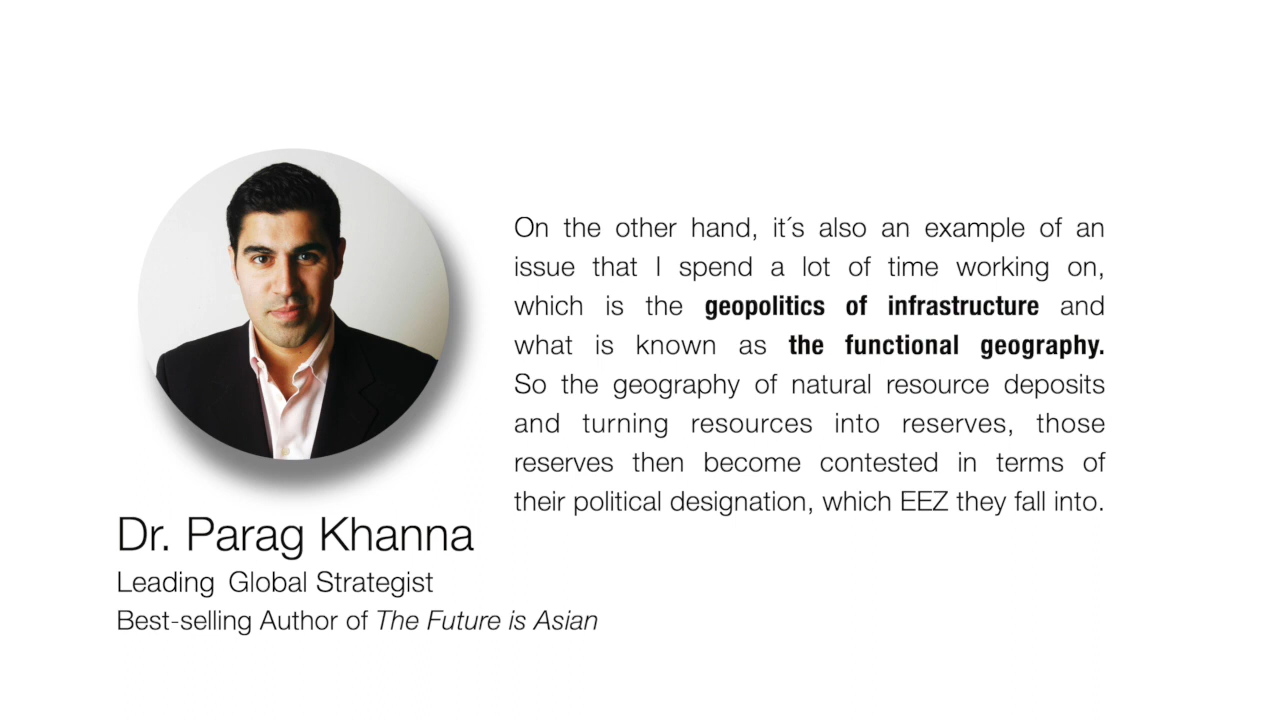 On the other hand, it´s also an example of an
issue that I spend a lot of time working on,
which is the geopolitics of infrastructure and
what is known as the functional geography.
So the geography of natural resource deposits
and turning resources into reserves, those
reserves then become contested in terms of
their political designation, which EEZ they fall into.
Dr. Parag Khanna
Leading Global Strategist
Best-selling Author of The Future is Asian